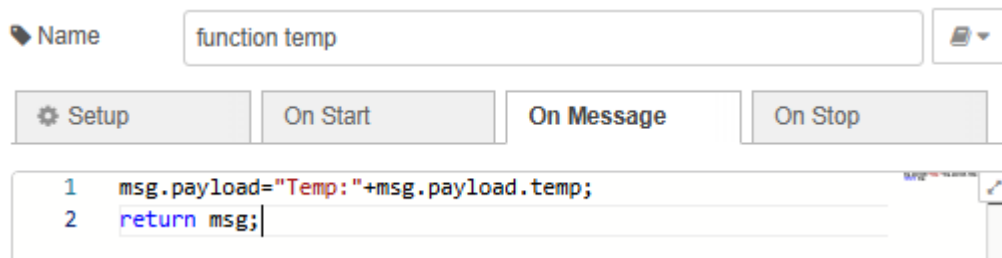 Name
function temp
Setup
On Start
On Message
On Stop
1 msg.payload="Temp:"+msg.payload.temp;
2 return msg;